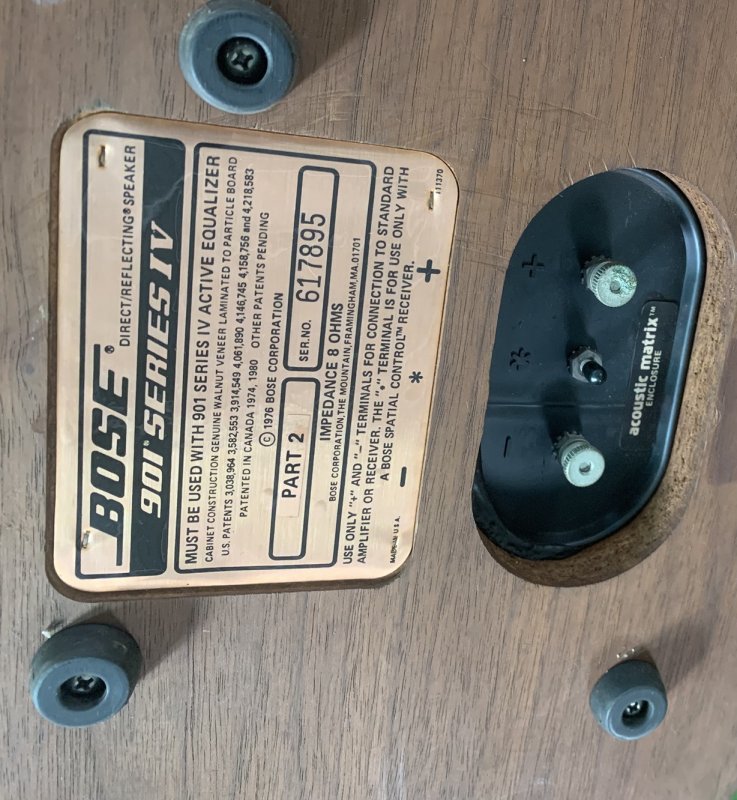 BOSE® DIRECT/REFLECTING® SPEAKER
901® SERIES IV
MUST BE USED WITH 901 SERIES IV ACTIVE EQUALIZER
CABINET CONSTRUCTION GENUINE WALNUT VENEER LAMINATED TO PARTICLE BOARD
U.S. PATENTS 3,038,964 3,582,553 3,914,549 4,061,890 4,146,745 4,158,756 and 4,218,583
PATENTED IN CANADA 1974, 1980 OTHER PATENTS PENDING
© 1976 BOSE CORPORATION
PART 2
SER.NO. 617895
IMPEDANCE 8 OHMS
BOSE CORPORATION, THE MOUNTAIN, FRAMINGHAM, MA. 01701
USE ONLY "+" AND "–" TERMINALS FOR CONNECTION TO STANDARD
AMPLIFIER OR RECEIVER. THE "*" TERMINAL IS FOR USE ONLY WITH
A BOSE SPATIAL CONTROL™ RECEIVER.
– * +
MADE IN U.S.A.
111370
– * +
acoustic matrix™
ENCLOSURE